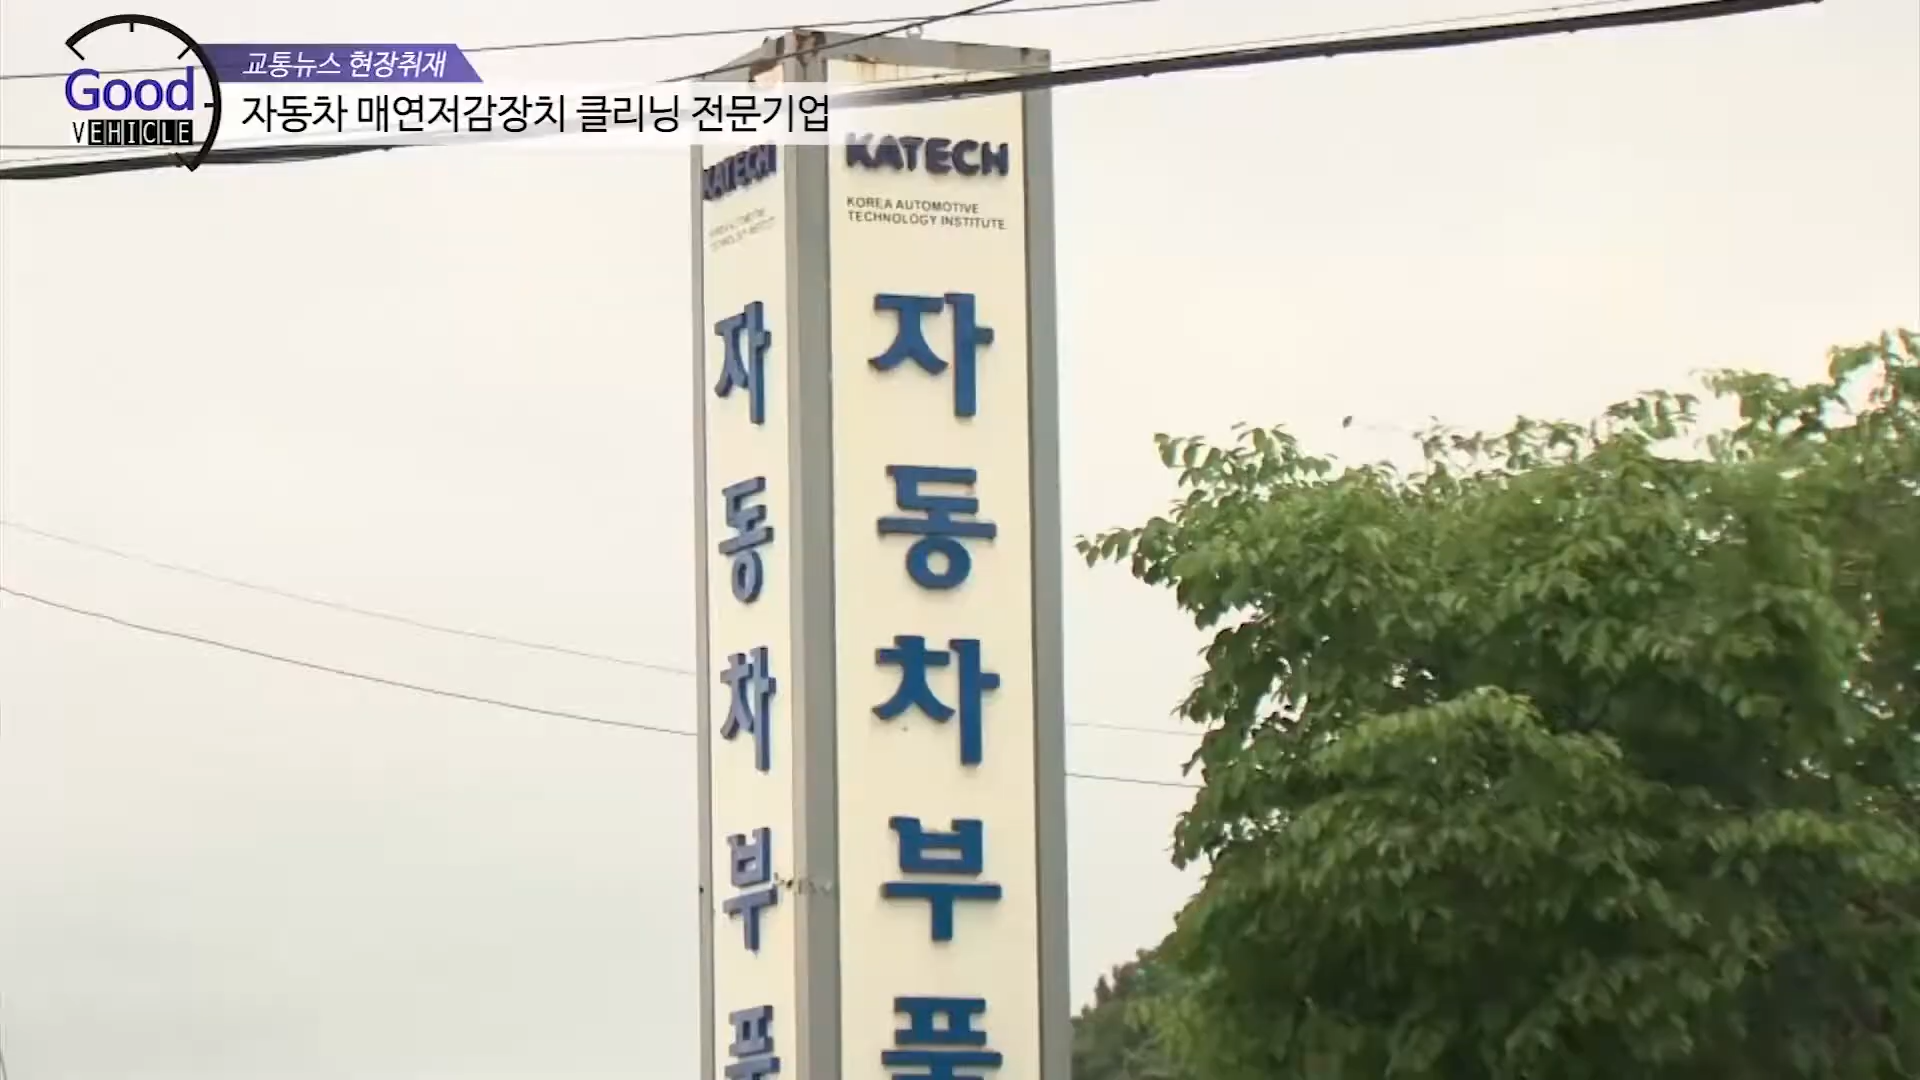 교통뉴스 현장취재
Good
VEHICLE
자동차 매연저감장치 클리닝 전문기업
KATECH
KATECH
KOREA AUTOMOTIVE
TECHNOLOGY INSTITUTE
자동차부품
자동차부품